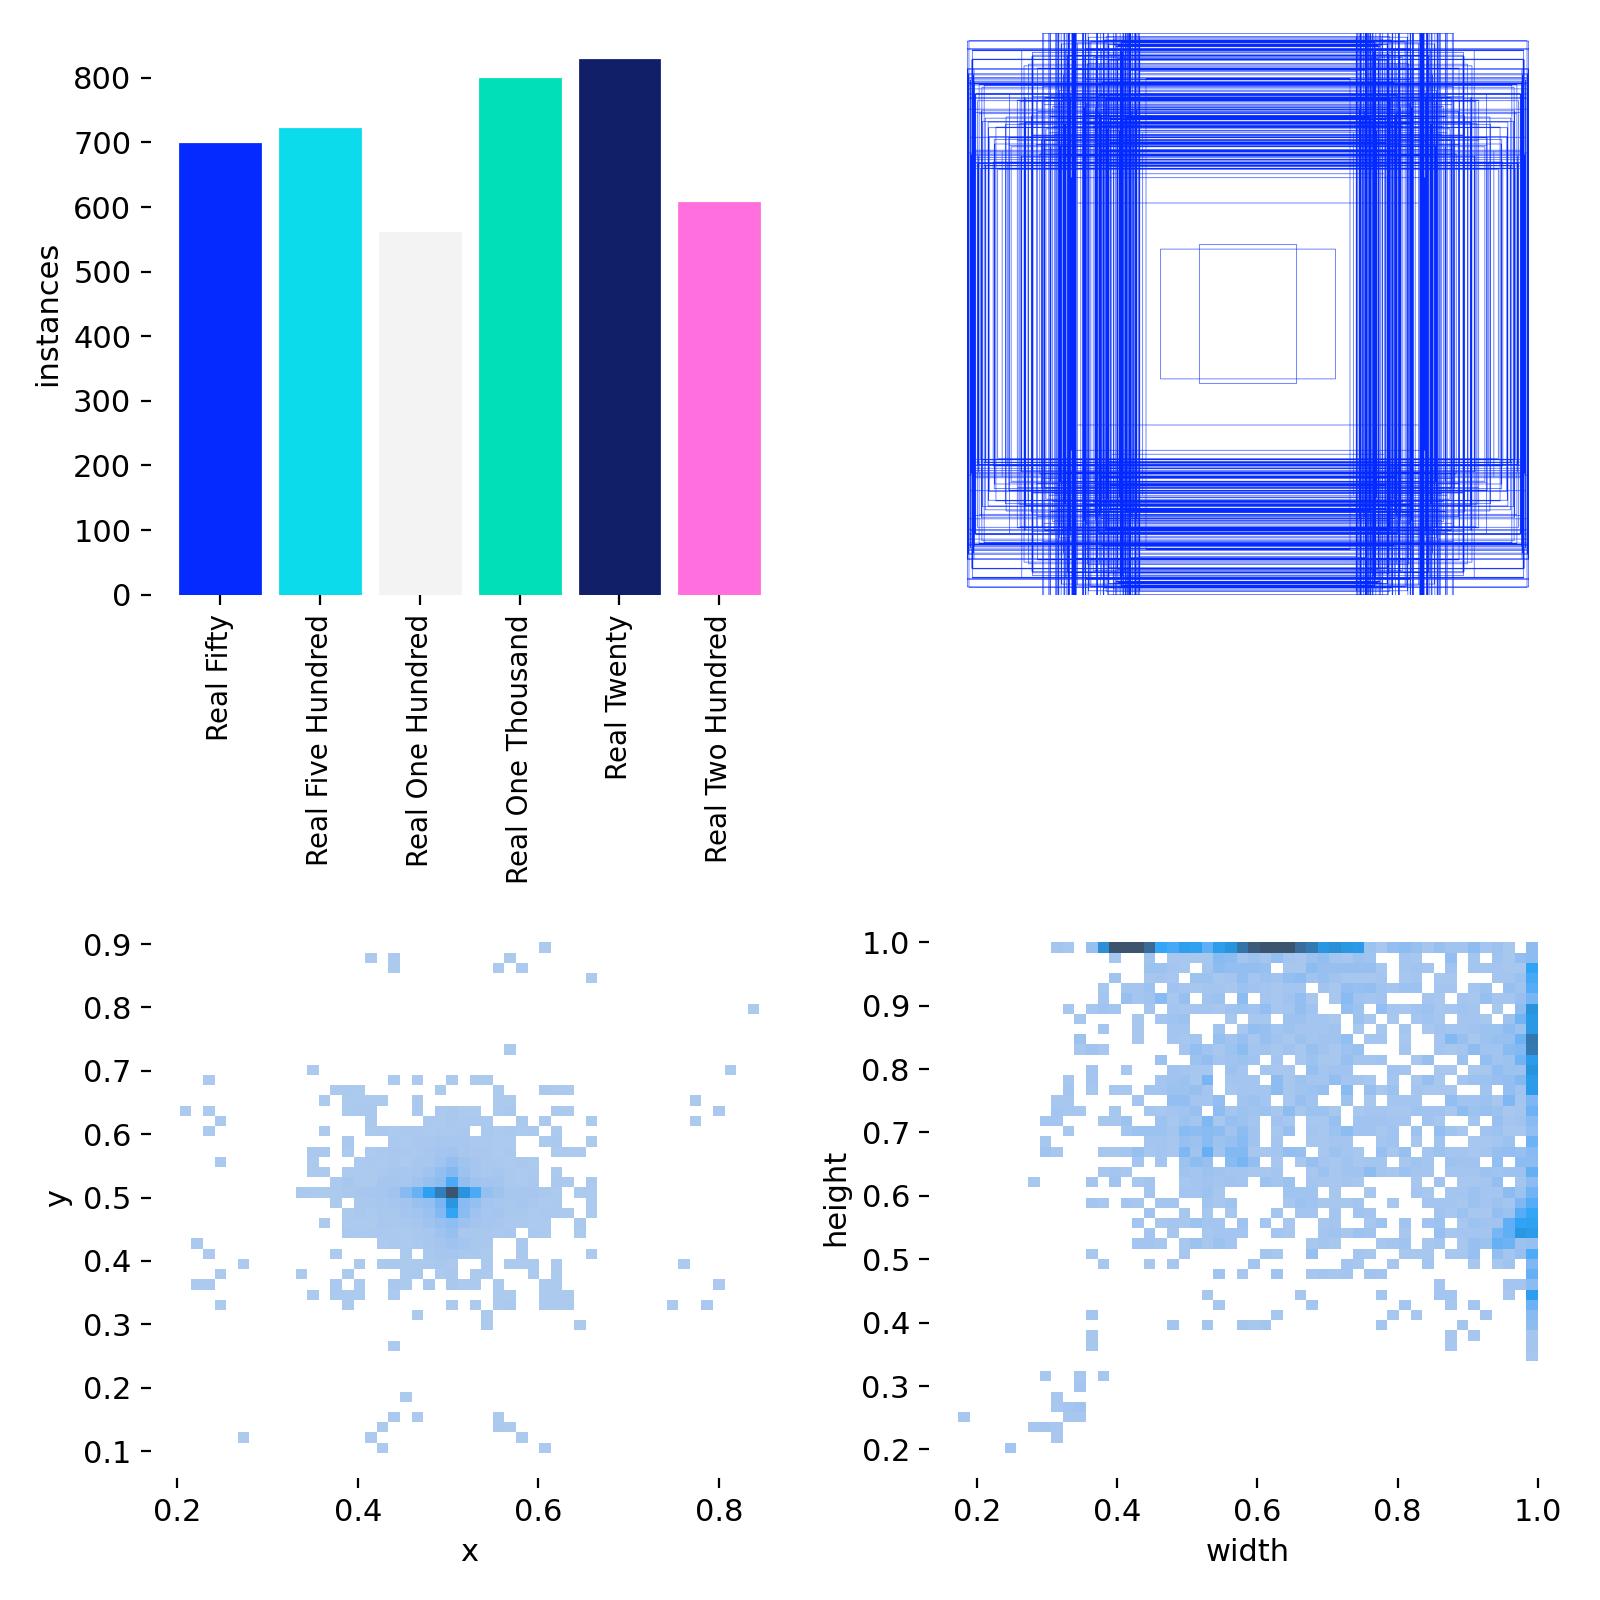 instances
800
700
600
500
400
300
200
100
0
Real Fifty
Real Five Hundred
Real One Hundred
Real One Thousand
Real Twenty
Real Two Hundred
y
0.9
0.8
0.7
0.6
0.5
0.4
0.3
0.2
0.1
0.2 0.4 0.6 0.8
x
height
1.0
0.9
0.8
0.7
0.6
0.5
0.4
0.3
0.2
0.2 0.4 0.6 0.8 1.0
width